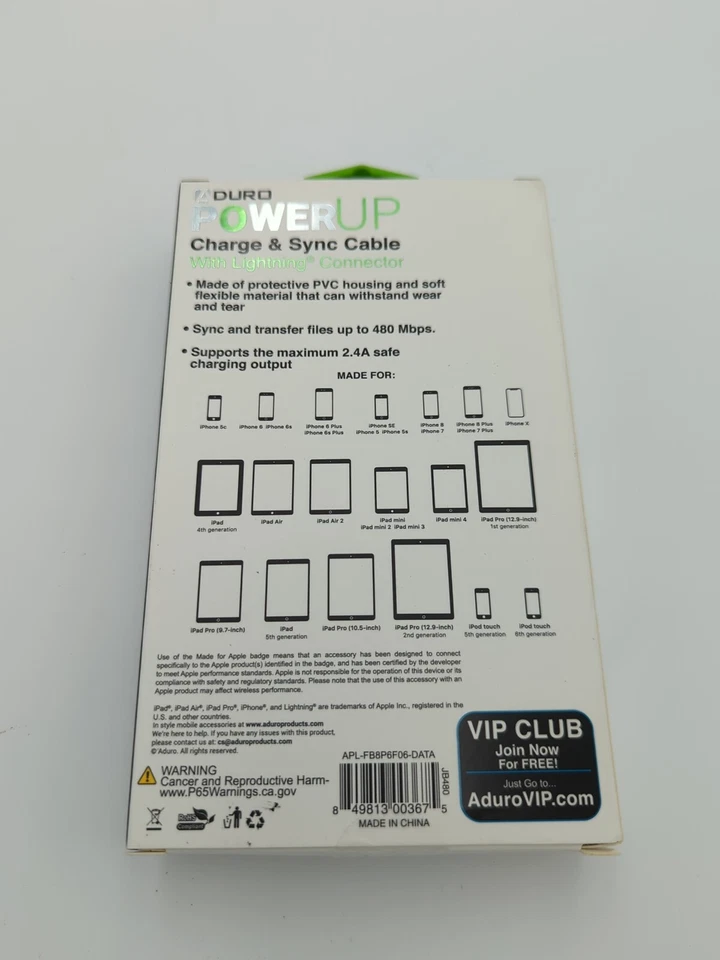 ADURO
POWERUP
Charge & Sync Cable
With Lightning® Connector
• Made of protective PVC housing and soft
flexible material that can withstand wear
and tear
• Sync and transfer files up to 480 Mbps.
• Supports the maximum 2.4A safe
charging output
MADE FOR:
iPhone 5c
iPhone 6 iPhone 6s
iPhone 6 Plus
iPhone 6s Plus
iPhone SE
iPhone 5 iPhone 5s
iPhone 8
iPhone 7
iPhone 8 Plus
iPhone 7 Plus
iPhone X
iPad
4th generation
iPad Air
iPad Air 2
iPad mini
iPad mini 2 iPad mini 3
iPad mini 4
iPad Pro (12.9-inch)
1st generation
iPad Pro (9.7-inch)
iPad
5th generation
iPad Pro (10.5-inch)
iPad Pro (12.9-inch)
2nd generation
iPod touch
5th generation
iPod touch
6th generation
Use of the Made for Apple badge means that an accessory has been designed to connect
specifically to the Apple product(s) identified in the badge, and has been certified by the developer
to meet Apple performance standards. Apple is not responsible for the operation of this device or its
compliance with safety and regulatory standards. Please note that the use of this accessory with an
Apple product may affect wireless performance.
iPad®, iPad Air®, iPad Pro®, iPhone®, and Lightning® are trademarks of Apple Inc., registered in the
U.S. and other countries.
In style mobile accessories at www.aduroproducts.com
We're here to help. If you have any issues with this product,
please contact us at: cs@aduroproducts.com
©'Aduro. All rights reserved.
WARNING
Cancer and Reproductive Harm-
www.P65Warnings.ca.gov
RoHS
Compliant
APL-FB8P6F06-DATA
JB480
8 49813 00367 5
MADE IN CHINA
VIP CLUB
Join Now
For FREE!
Just Go to...
AduroVIP.com